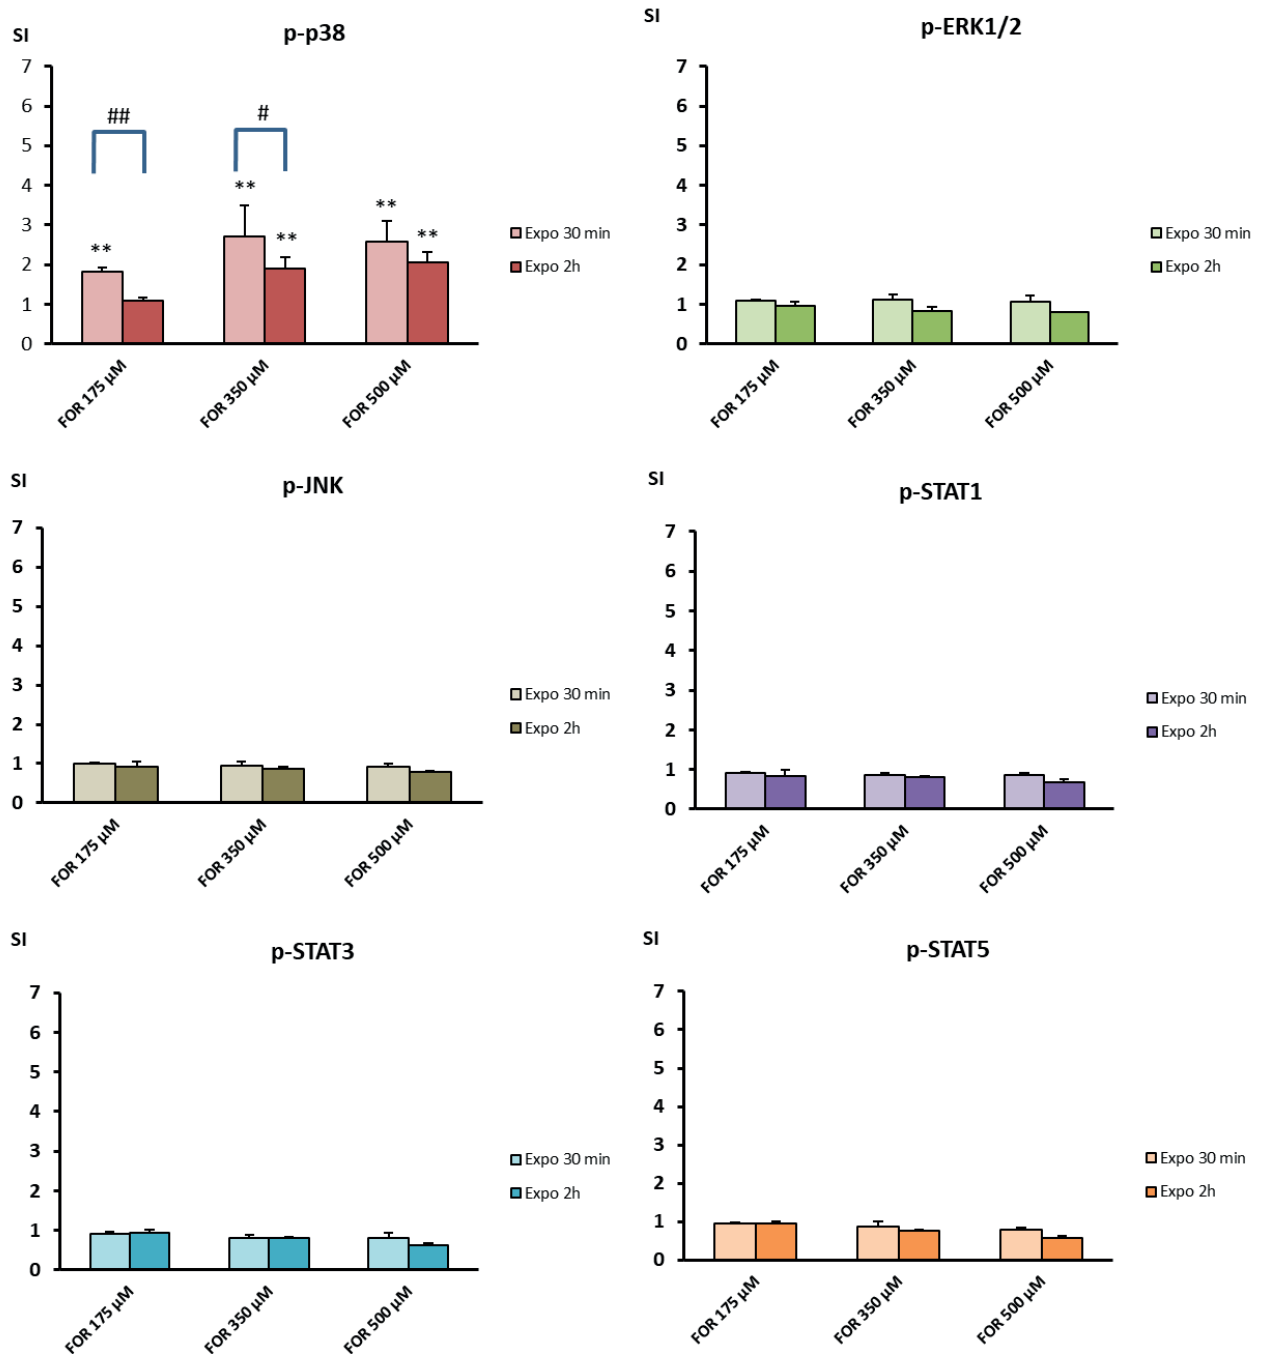 SI
p-p38
7
6
5
4
3
2
1
0
##
#
**
**
**
**
**
Expo 30 min
Expo 2h
FOR 175 µM
FOR 350 µM
FOR 500 µM
SI
p-ERK1/2
7
6
5
4
3
2
1
0
Expo 30 min
Expo 2h
FOR 175 µM
FOR 350 µM
FOR 500 µM
SI
p-JNK
7
6
5
4
3
2
1
0
Expo 30 min
Expo 2h
FOR 175 µM
FOR 350 µM
FOR 500 µM
SI
p-STAT1
7
6
5
4
3
2
1
0
Expo 30 min
Expo 2h
FOR 175 µM
FOR 350 µM
FOR 500 µM
SI
p-STAT3
7
6
5
4
3
2
1
0
Expo 30 min
Expo 2h
FOR 175 µM
FOR 350 µM
FOR 500 µM
SI
p-STAT5
7
6
5
4
3
2
1
0
Expo 30 min
Expo 2h
FOR 175 µM
FOR 350 µM
FOR 500 µM